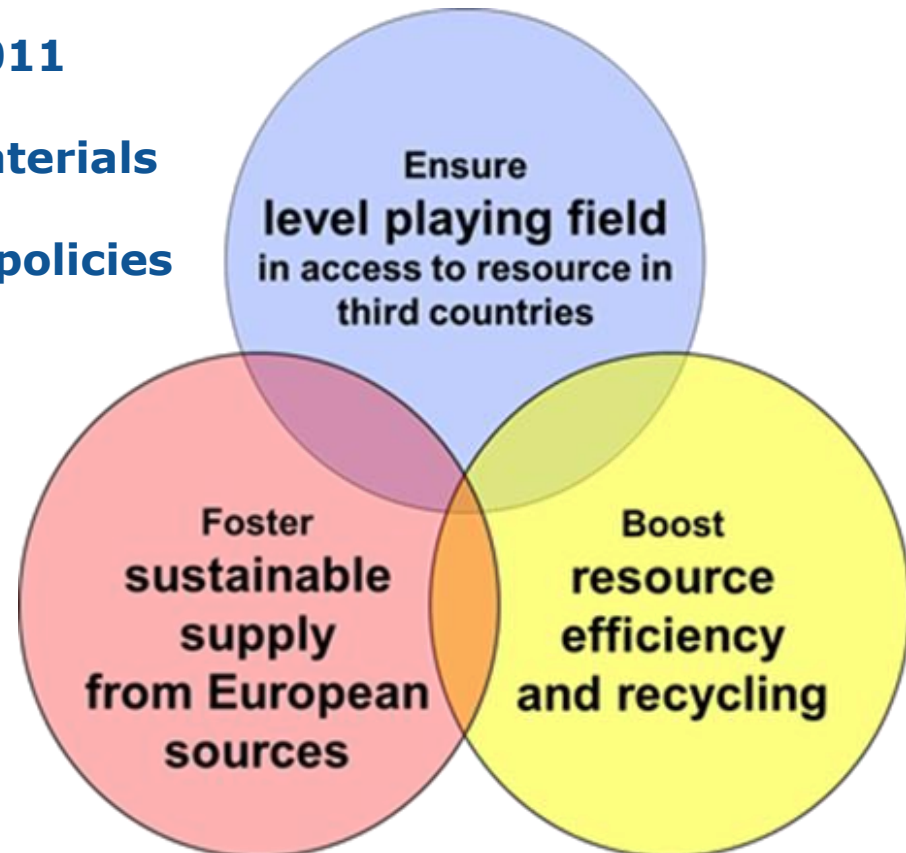 011
aterials
policies
Ensure
level playing field
in access to resource in
third countries
Foster
sustainable
supply
from European
sources
Boost
resource
efficiency
and recycling